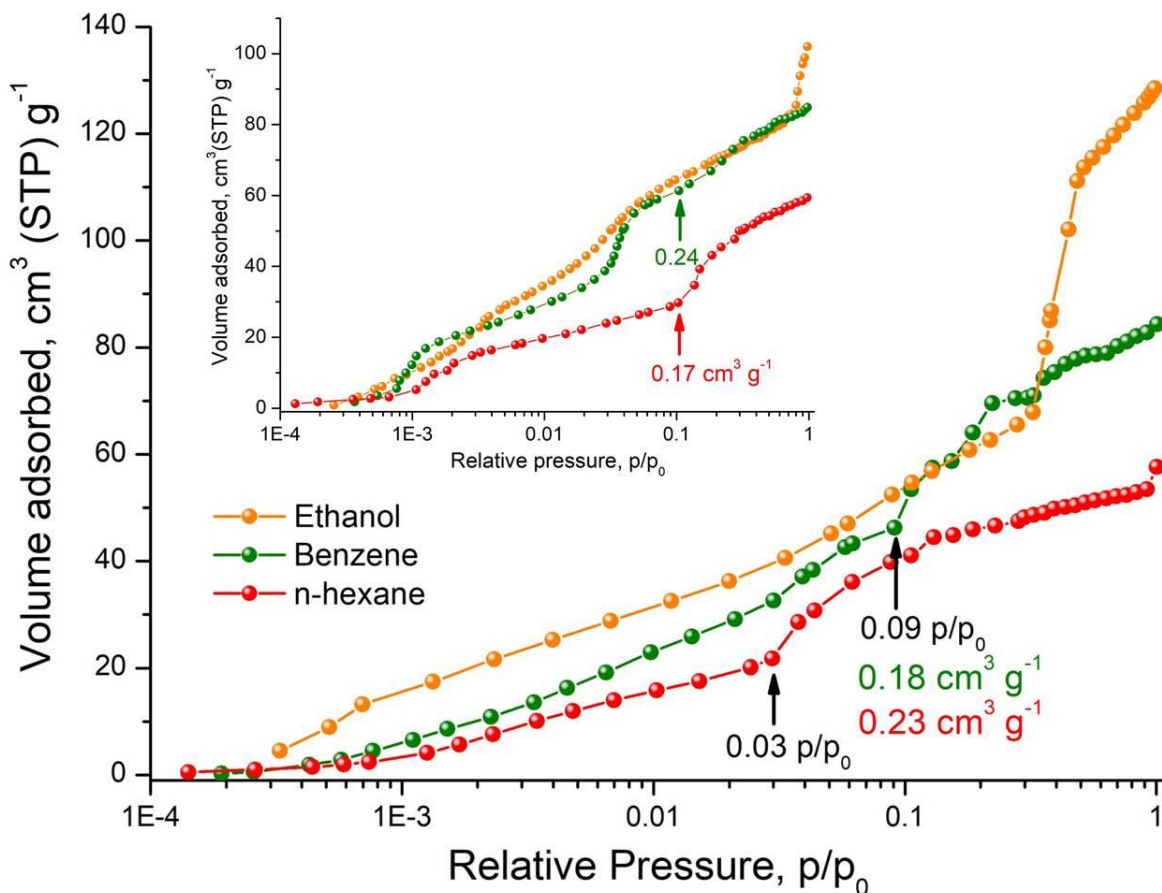 Volume adsorbed, cm³ (STP) g⁻¹
140
120
100
80
60
40
20
0
1E-4
1E-3
0.01
0.1
1
Relative Pressure, p/p₀
Volume adsorbed, cm³(STP) g⁻¹
100
80
60
40
20
0
1E-4
1E-3
0.01
0.1
1
Relative pressure, p/p₀
0.24
0.17 cm³ g⁻¹
Ethanol
Benzene
n-hexane
0.09 p/p₀
0.18 cm³ g⁻¹
0.23 cm³ g⁻¹
0.03 p/p₀